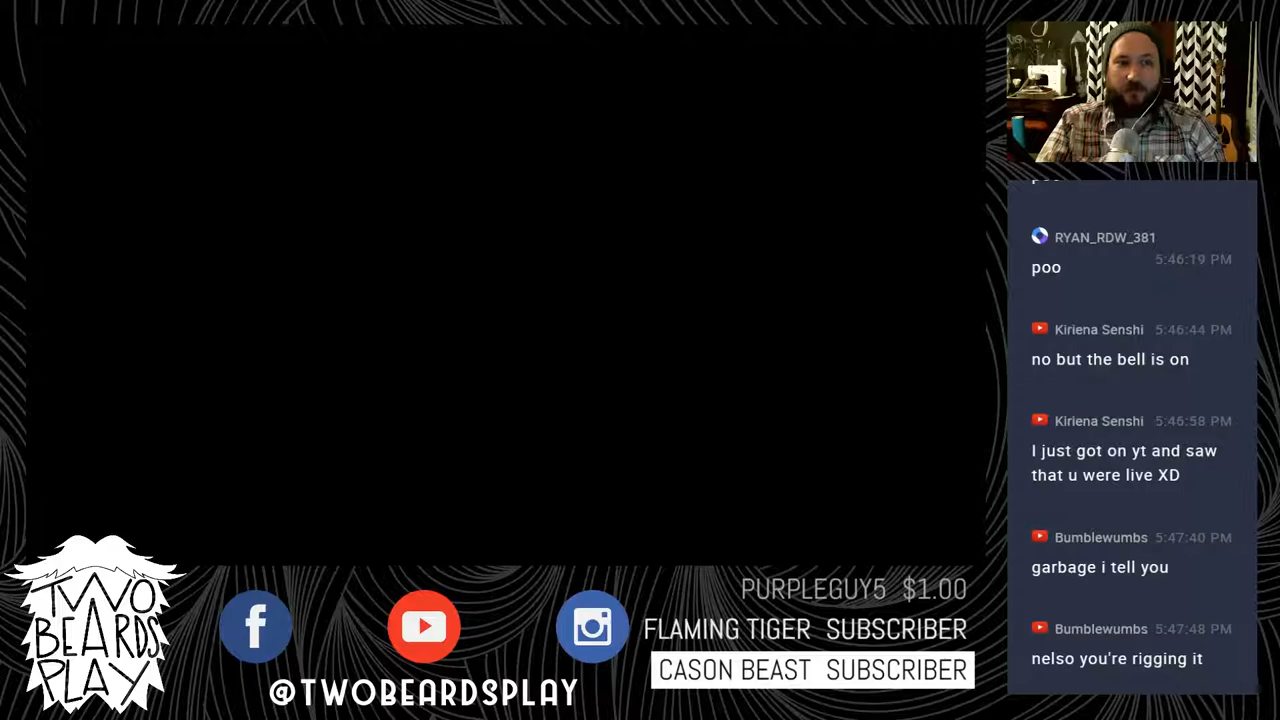 RYAN_RDW_381
5:46:19 PM
poo
Kiriena Senshi 5:46:44 PM
no but the bell is on
Kiriena Senshi 5:46:58 PM
I just got on yt and saw
that u were live XD
Bumblewumbs 5:47:40 PM
garbage i tell you
Bumblewumbs 5:47:48 PM
nelso you're rigging it
TWO
BEARDS
PLAY
f
@TWOBEARDSPLAY
PURPLEGUY5 $1.00
FLAMING TIGER SUBSCRIBER
CASON BEAST SUBSCRIBER